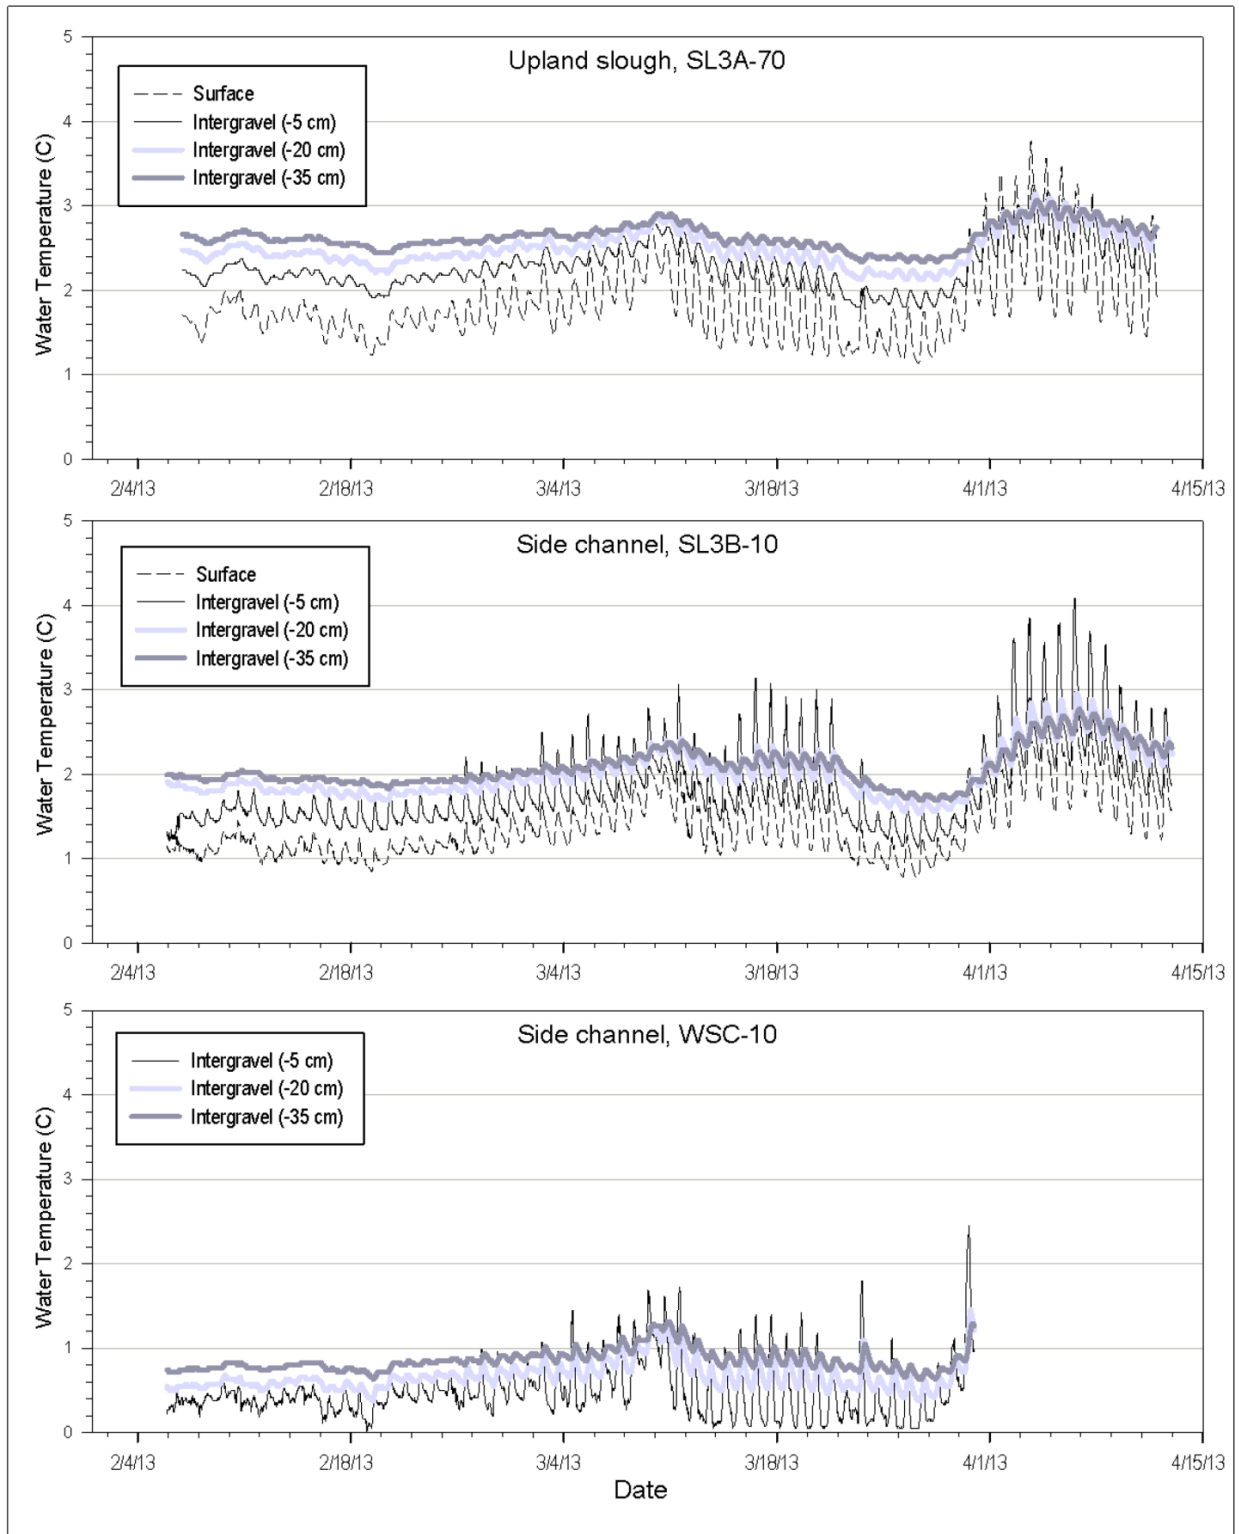 Upland slough, SL3A-70
Surface
Intergravel (-5 cm)
Intergravel (-20 cm)
Intergravel (-35 cm)
Water Temperature (C)
5
4
3
2
1
0
2/4/13 2/18/13 3/4/13 3/18/13 4/1/13 4/15/13
Side channel, SL3B-10
Surface
Intergravel (-5 cm)
Intergravel (-20 cm)
Intergravel (-35 cm)
Water Temperature (C)
5
4
3
2
1
0
2/4/13 2/18/13 3/4/13 3/18/13 4/1/13 4/15/13
Side channel, WSC-10
Intergravel (-5 cm)
Intergravel (-20 cm)
Intergravel (-35 cm)
Water Temperature (C)
5
4
3
2
1
0
2/4/13 2/18/13 3/4/13 3/18/13 4/1/13 4/15/13
Date